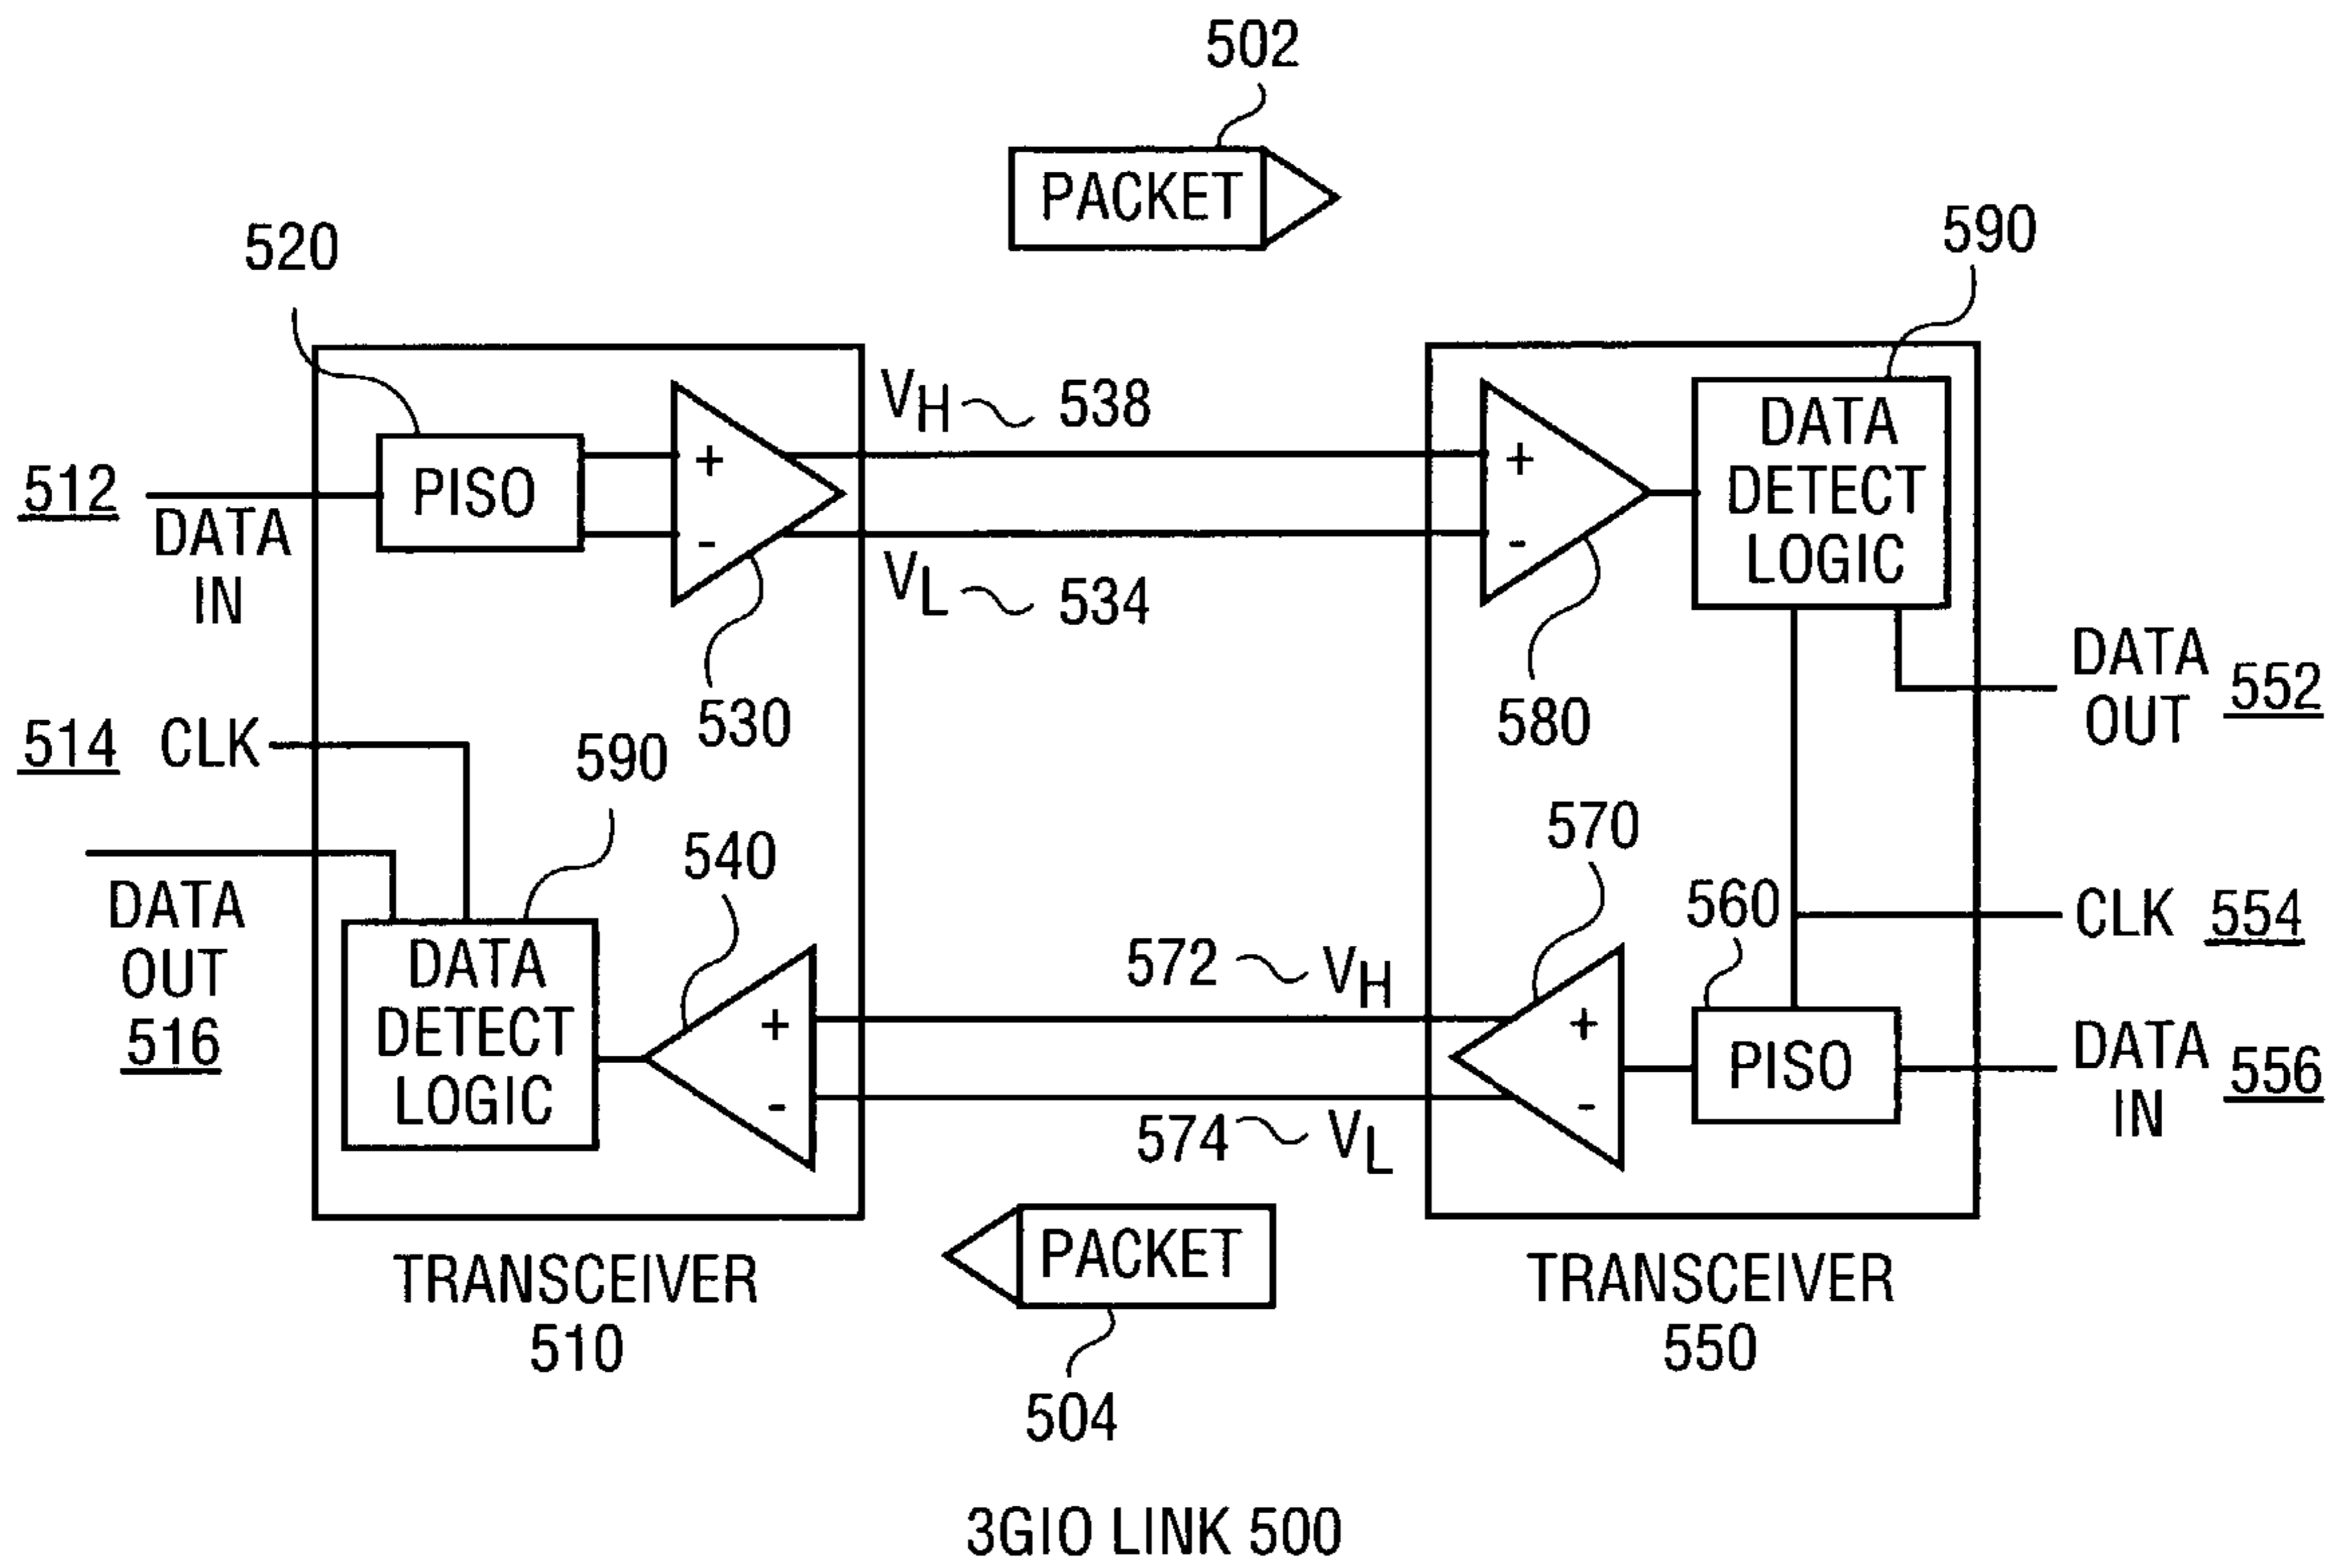 502
PACKET
520
590
VH 538
+
+
DATA
DETECT
LOGIC
512
PISO
DATA
IN
-
-
VL 534
530
580
DATA
OUT
552
514
CLK
590
540
570
560
CLK 554
DATA
OUT
516
DATA
DETECT
LOGIC
+
-
572 VH
574 VL
+
-
PISO
DATA
IN
556
PACKET
504
TRANSCEIVER
510
TRANSCEIVER
550
3GIO LINK 500